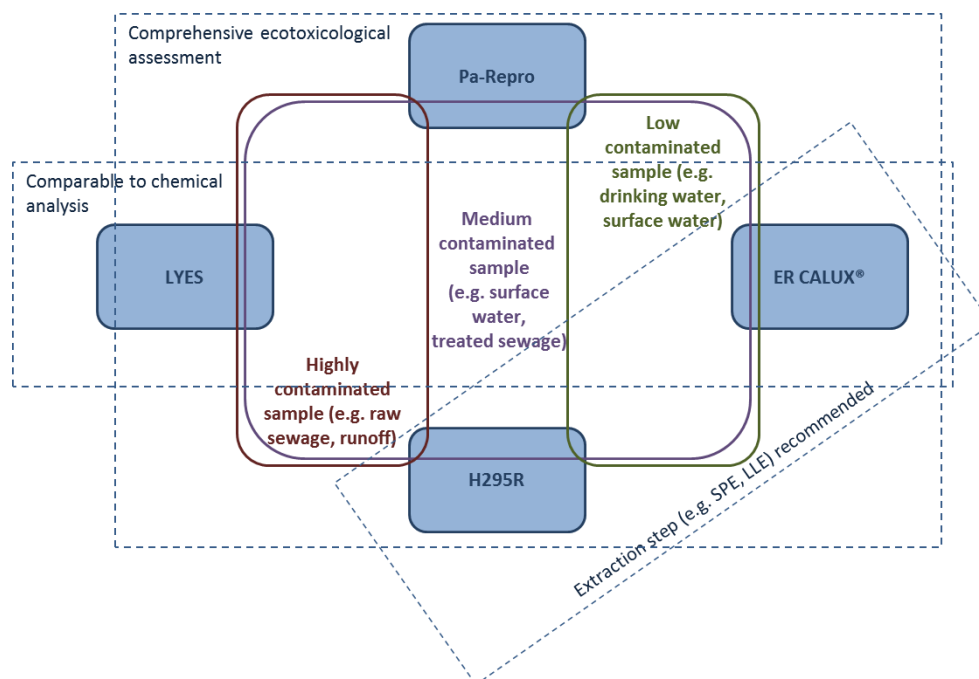 Comprehensive ecotoxicological
assessment
Pa-Repro
Low
contaminated
sample (e.g.
drinking water,
surface water)
Comparable to chemical
analysis
LYES
Medium
contaminated
sample
(e.g. surface
water,
treated sewage)
ER CALUX®
Highly
contaminated
sample (e.g. raw
sewage, runoff)
H295R
Extraction step (e.g. SPE, LLE) recommended